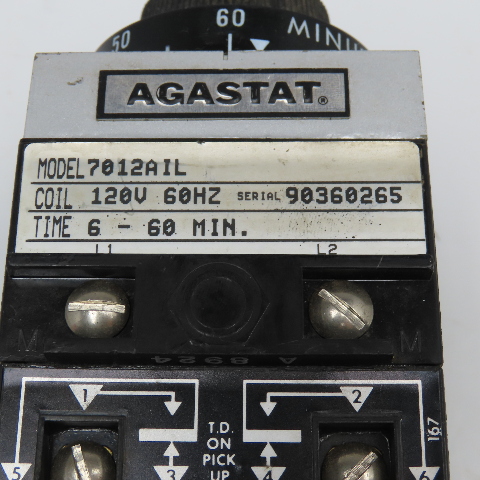 50 60 MINU
AGASTAT®
MODEL 7012AIL
COIL 120V 60HZ SERIAL 90360265
TIME 6 - 60 MIN.
L1 L2
M M
A 8924
1 2
T.D.
ON
PICK
UP
5 3 4 6
167